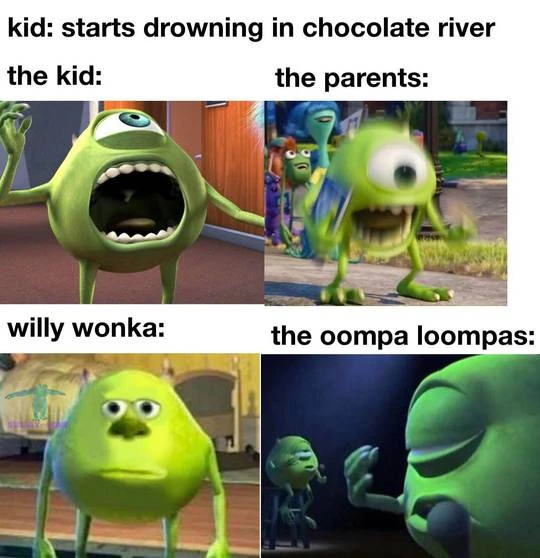 kid: starts drowning in chocolate river
the kid:
the parents:
willy wonka:
the oompa loompas: